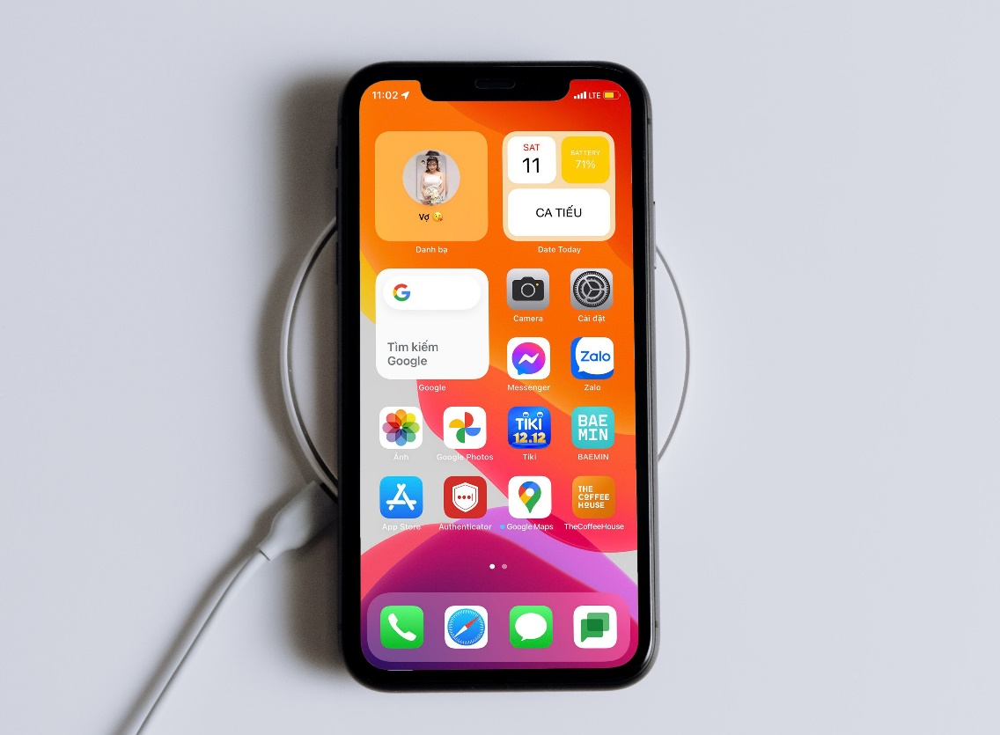 11:02
LTE
Vợ 😘
Danh bạ
SAT
11
BATTERY
71%
CA TIẾU
Date Today
G
Tìm kiếm
Google
Google
Camera
Cài đặt
Messenger
Zalo
Zalo
Ảnh
Google Photos
TIKI
12.12
Tiki
BAE
MIN
BAEMIN
App Store
Authenticator
Google Maps
THE
COFFEE
HOUSE
TheCoffeeHouse